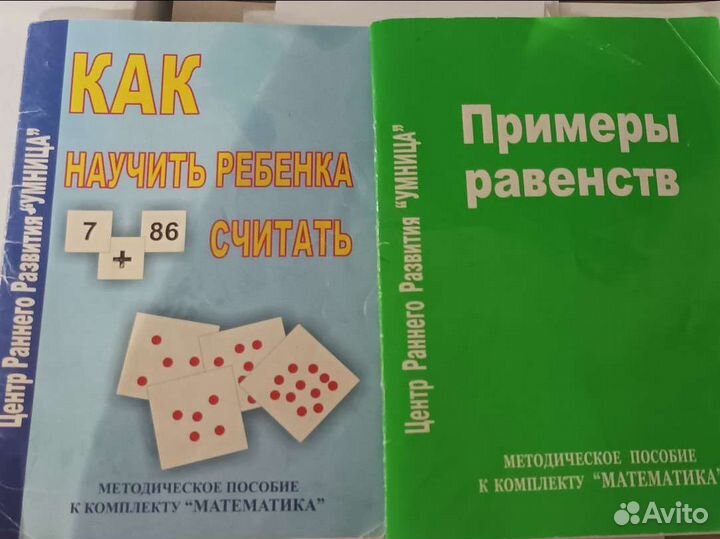 Центр Раннего Развития "УМНИЦА"
КАК
НАУЧИТЬ РЕБЕНКА
7 + 86
СЧИТАТЬ
МЕТОДИЧЕСКОЕ ПОСОБИЕ
К КОМПЛЕКТУ "МАТЕМАТИКА"
Центр Раннего Развития "УМНИЦА"
Примеры
равенств
МЕТОДИЧЕСКОЕ ПОСОБИЕ
К КОМПЛЕКТУ "МАТЕМАТИКА"
Avito